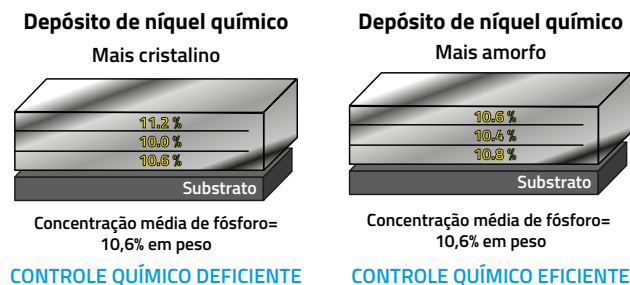 Depósito de níquel químico
Mais cristalino
11.2 %
10.0 %
10.6 %
Substrato
Concentração média de fósforo=
10,6% em peso
CONTROLE QUÍMICO DEFICIENTE
Depósito de níquel químico
Mais amorfo
10.6 %
10.4 %
10.8 %
Substrato
Concentração média de fósforo=
10,6% em peso
CONTROLE QUÍMICO EFICIENTE